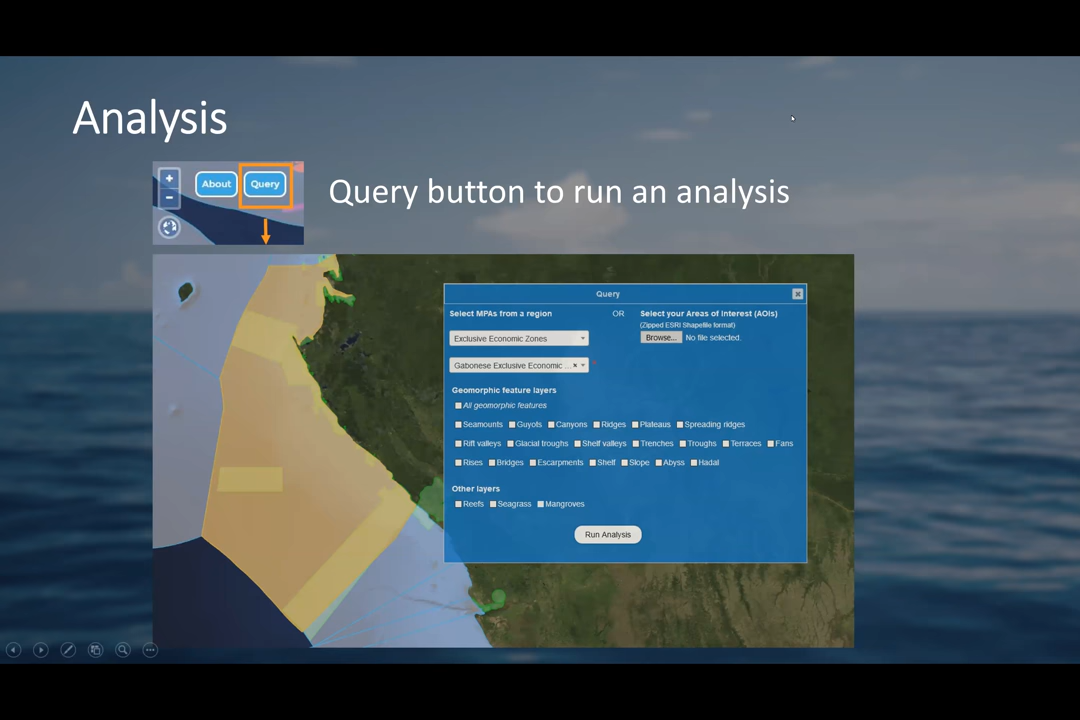 Analysis
+
-
About
Query
Query button to run an analysis
Query
Select MPAs from a region
OR
Select your Areas of Interest (AOIs)
(Zipped ESRI Shapefile format)
Exclusive Economic Zones
Browse... No file selected.
Gabonese Exclusive Economic ...
Geomorphic feature layers
All geomorphic features
Seamounts Guyots Canyons Ridges Plateaus Spreading ridges
Rift valleys Glacial troughs Shelf valleys Trenches Troughs Terraces Fans
Rises Bridges Escarpments Shelf Slope Abyss Hadal
Other layers
Reefs Seagrass Mangroves
Run Analysis